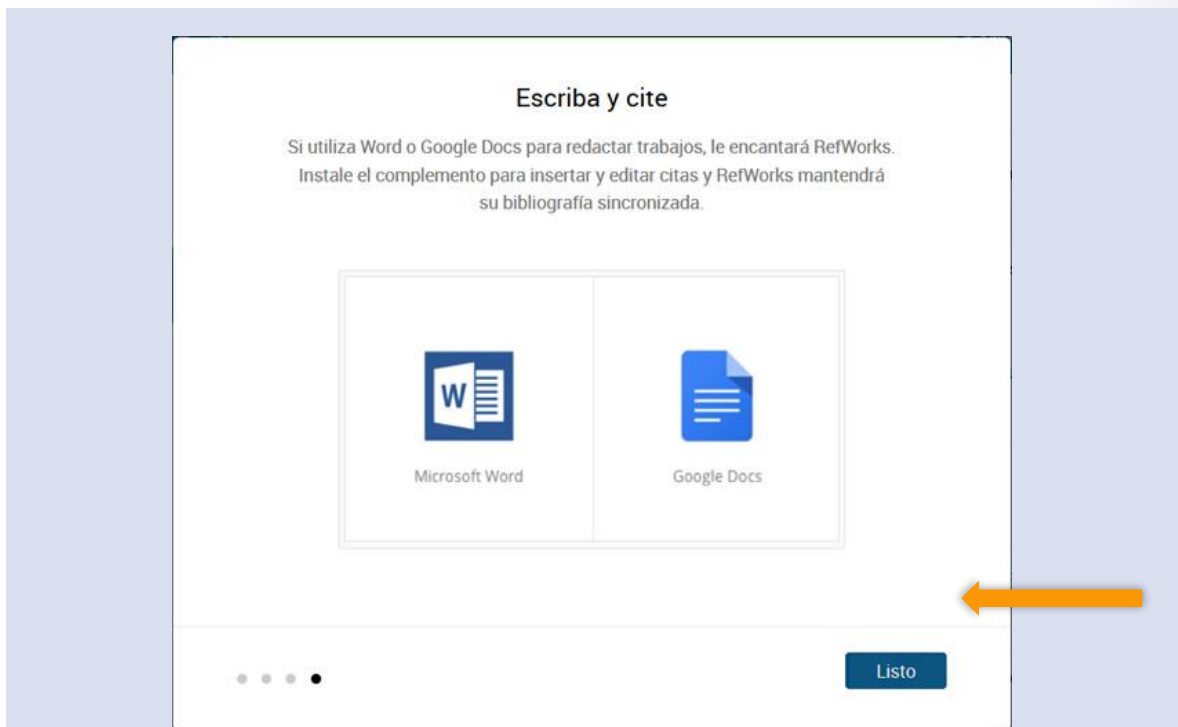 Escriba y cite
Si utiliza Word o Google Docs para redactar trabajos, le encantará RefWorks.
Instale el complemento para insertar y editar citas y RefWorks mantendrá
su bibliografía sincronizada.
W
Microsoft Word
Google Docs
Listo